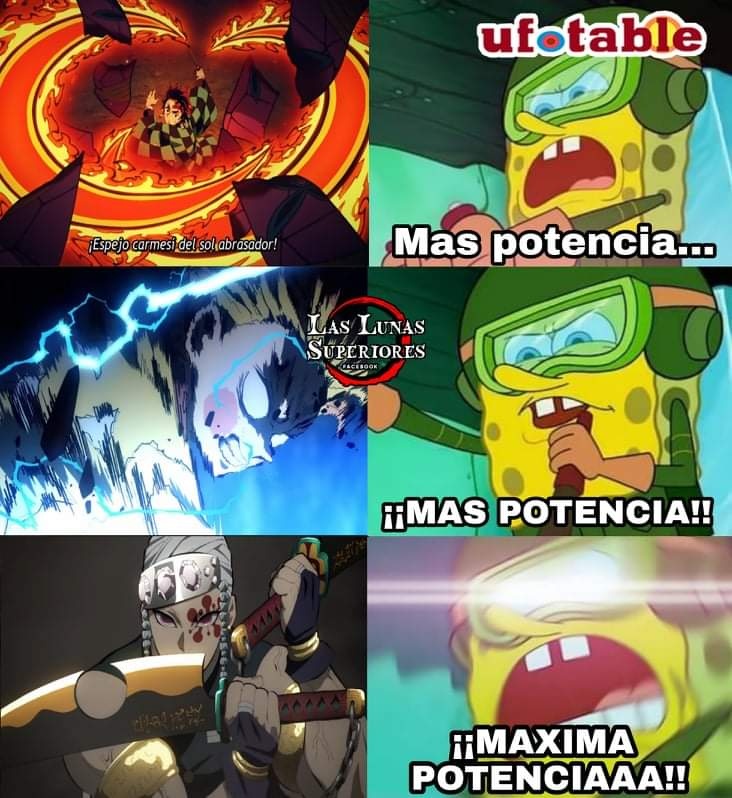 ufotable
Mas potencia...
¡Espejo carmesí del sol abrasador!
LAS LUNAS
SUPERIORES
FACEBOOK
¡¡MAS POTENCIA!!
¡¡MAXIMA
POTENCIAAA!!